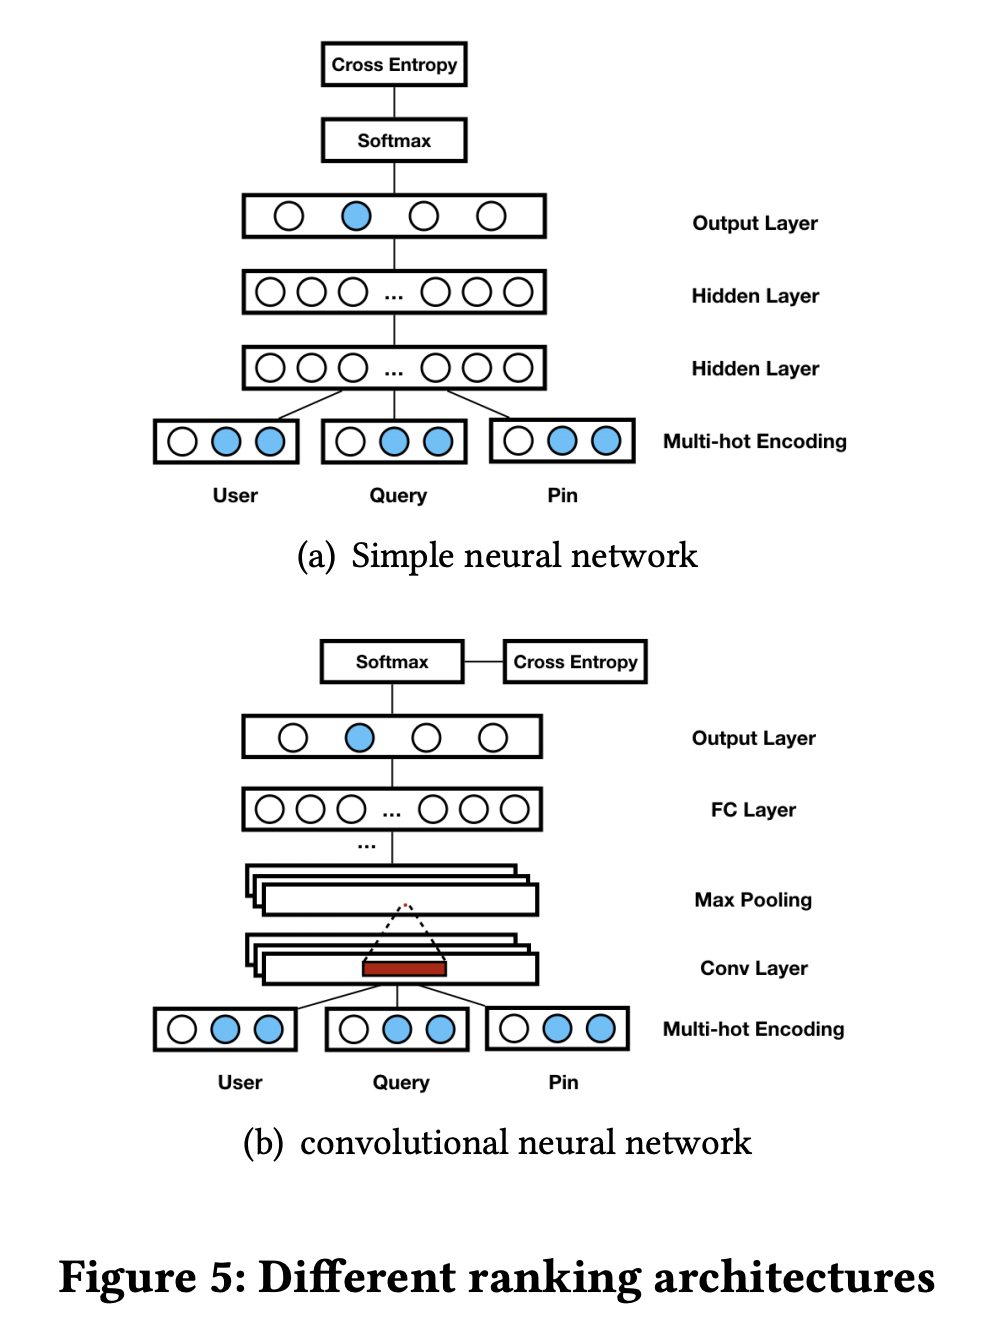 Cross Entropy
Softmax
Output Layer
... Hidden Layer
... Hidden Layer
Multi-hot Encoding
User Query Pin
(a) Simple neural network
Softmax Cross Entropy
Output Layer
... FC Layer
...
Max Pooling
Conv Layer
Multi-hot Encoding
User Query Pin
(b) convolutional neural network
Figure 5: Different ranking architectures